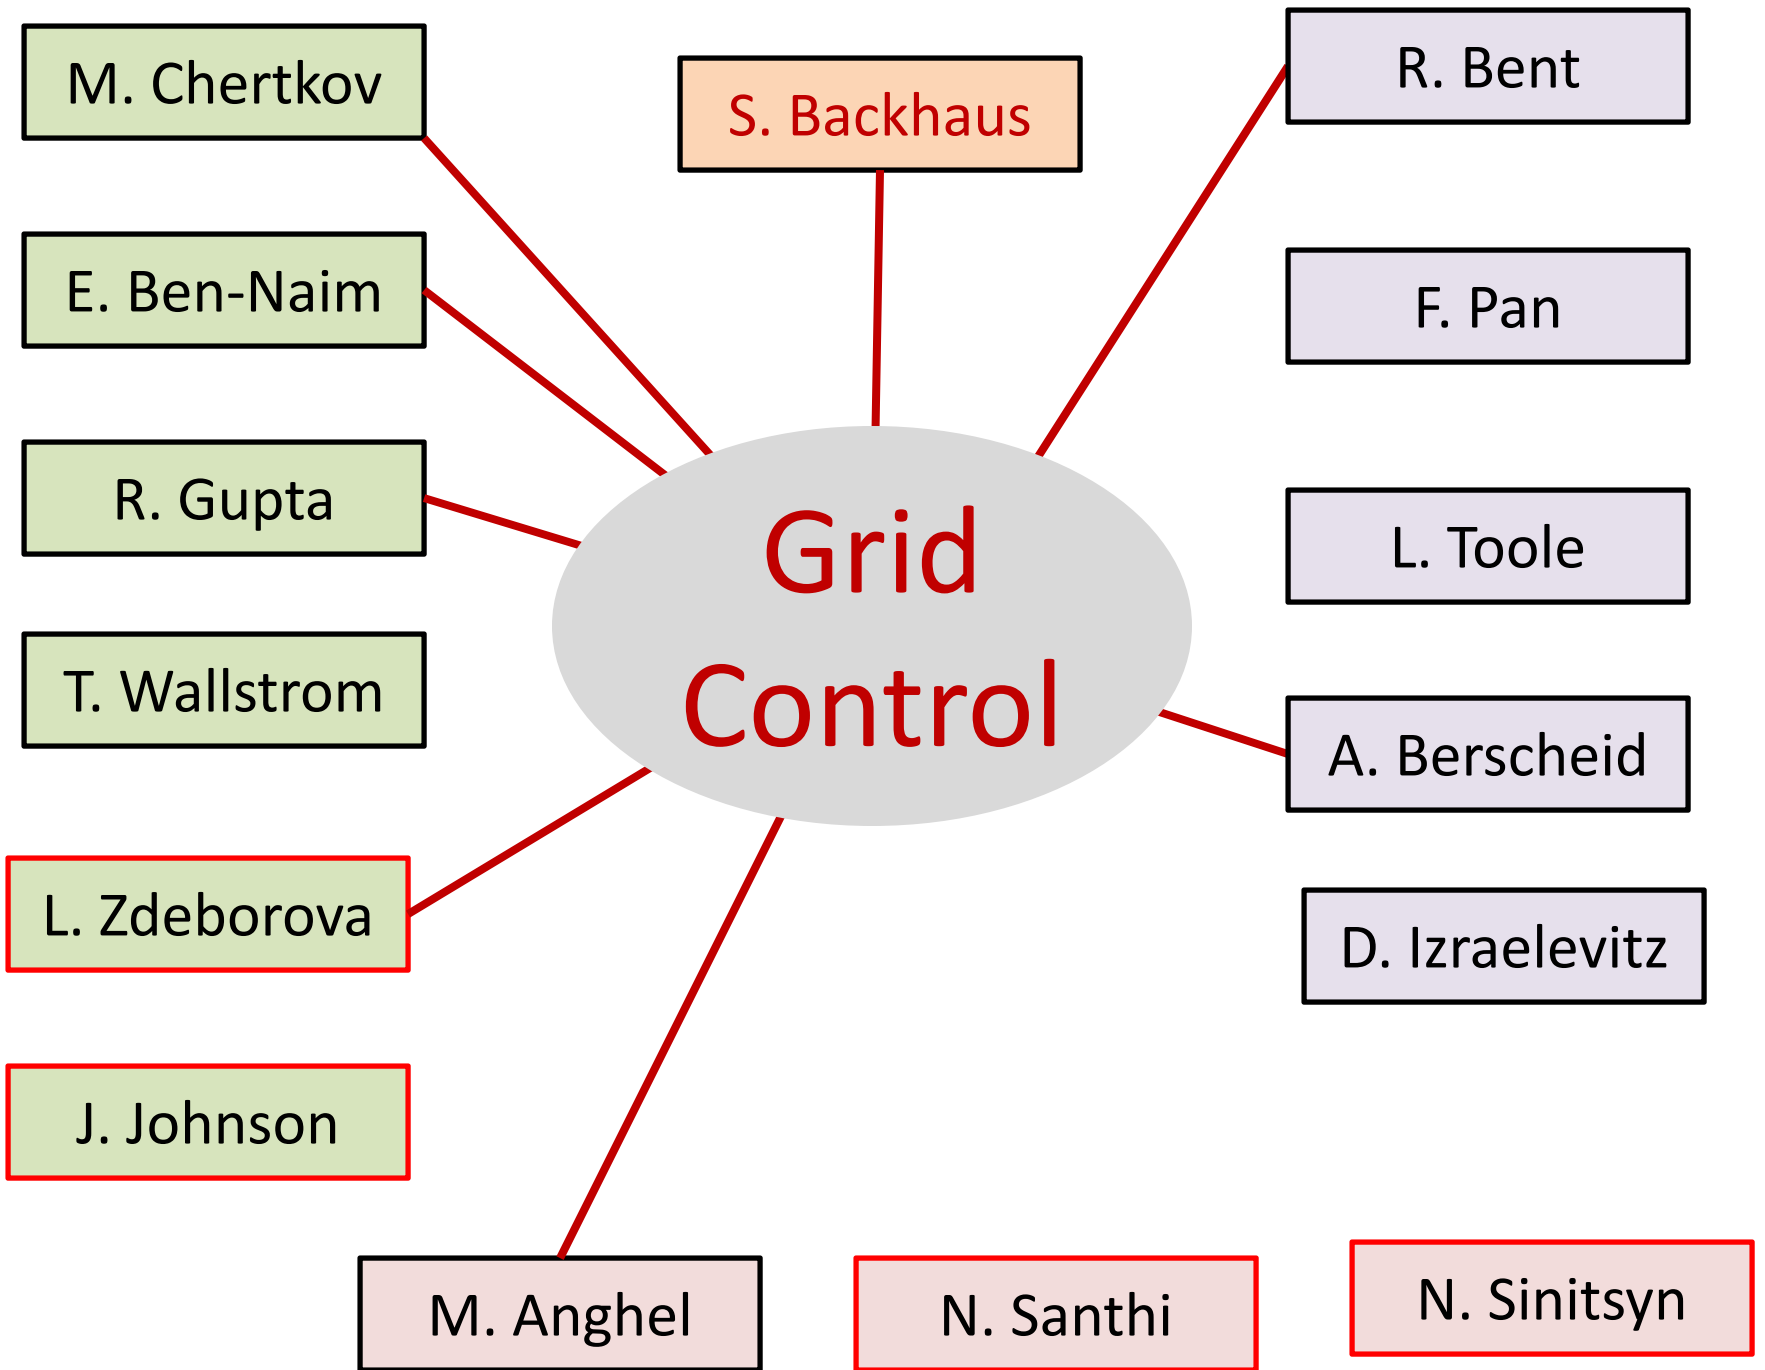 M. Chertkov
S. Backhaus
R. Bent
E. Ben-Naim
F. Pan
R. Gupta
Grid
Control
L. Toole
T. Wallstrom
A. Berscheid
L. Zdeborova
D. Izraelevitz
J. Johnson
M. Anghel
N. Santhi
N. Sinitsyn